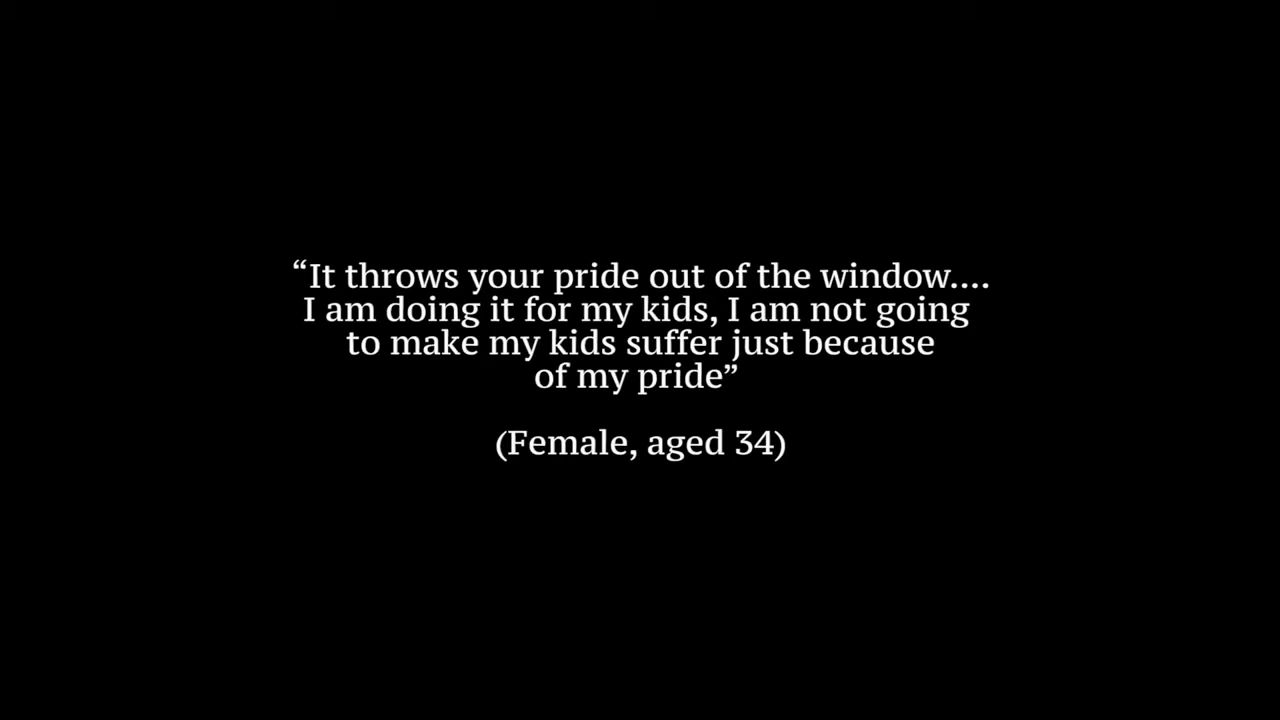 “It throws your pride out of the window....
I am doing it for my kids, I am not going
to make my kids suffer just because
of my pride”
(Female, aged 34)